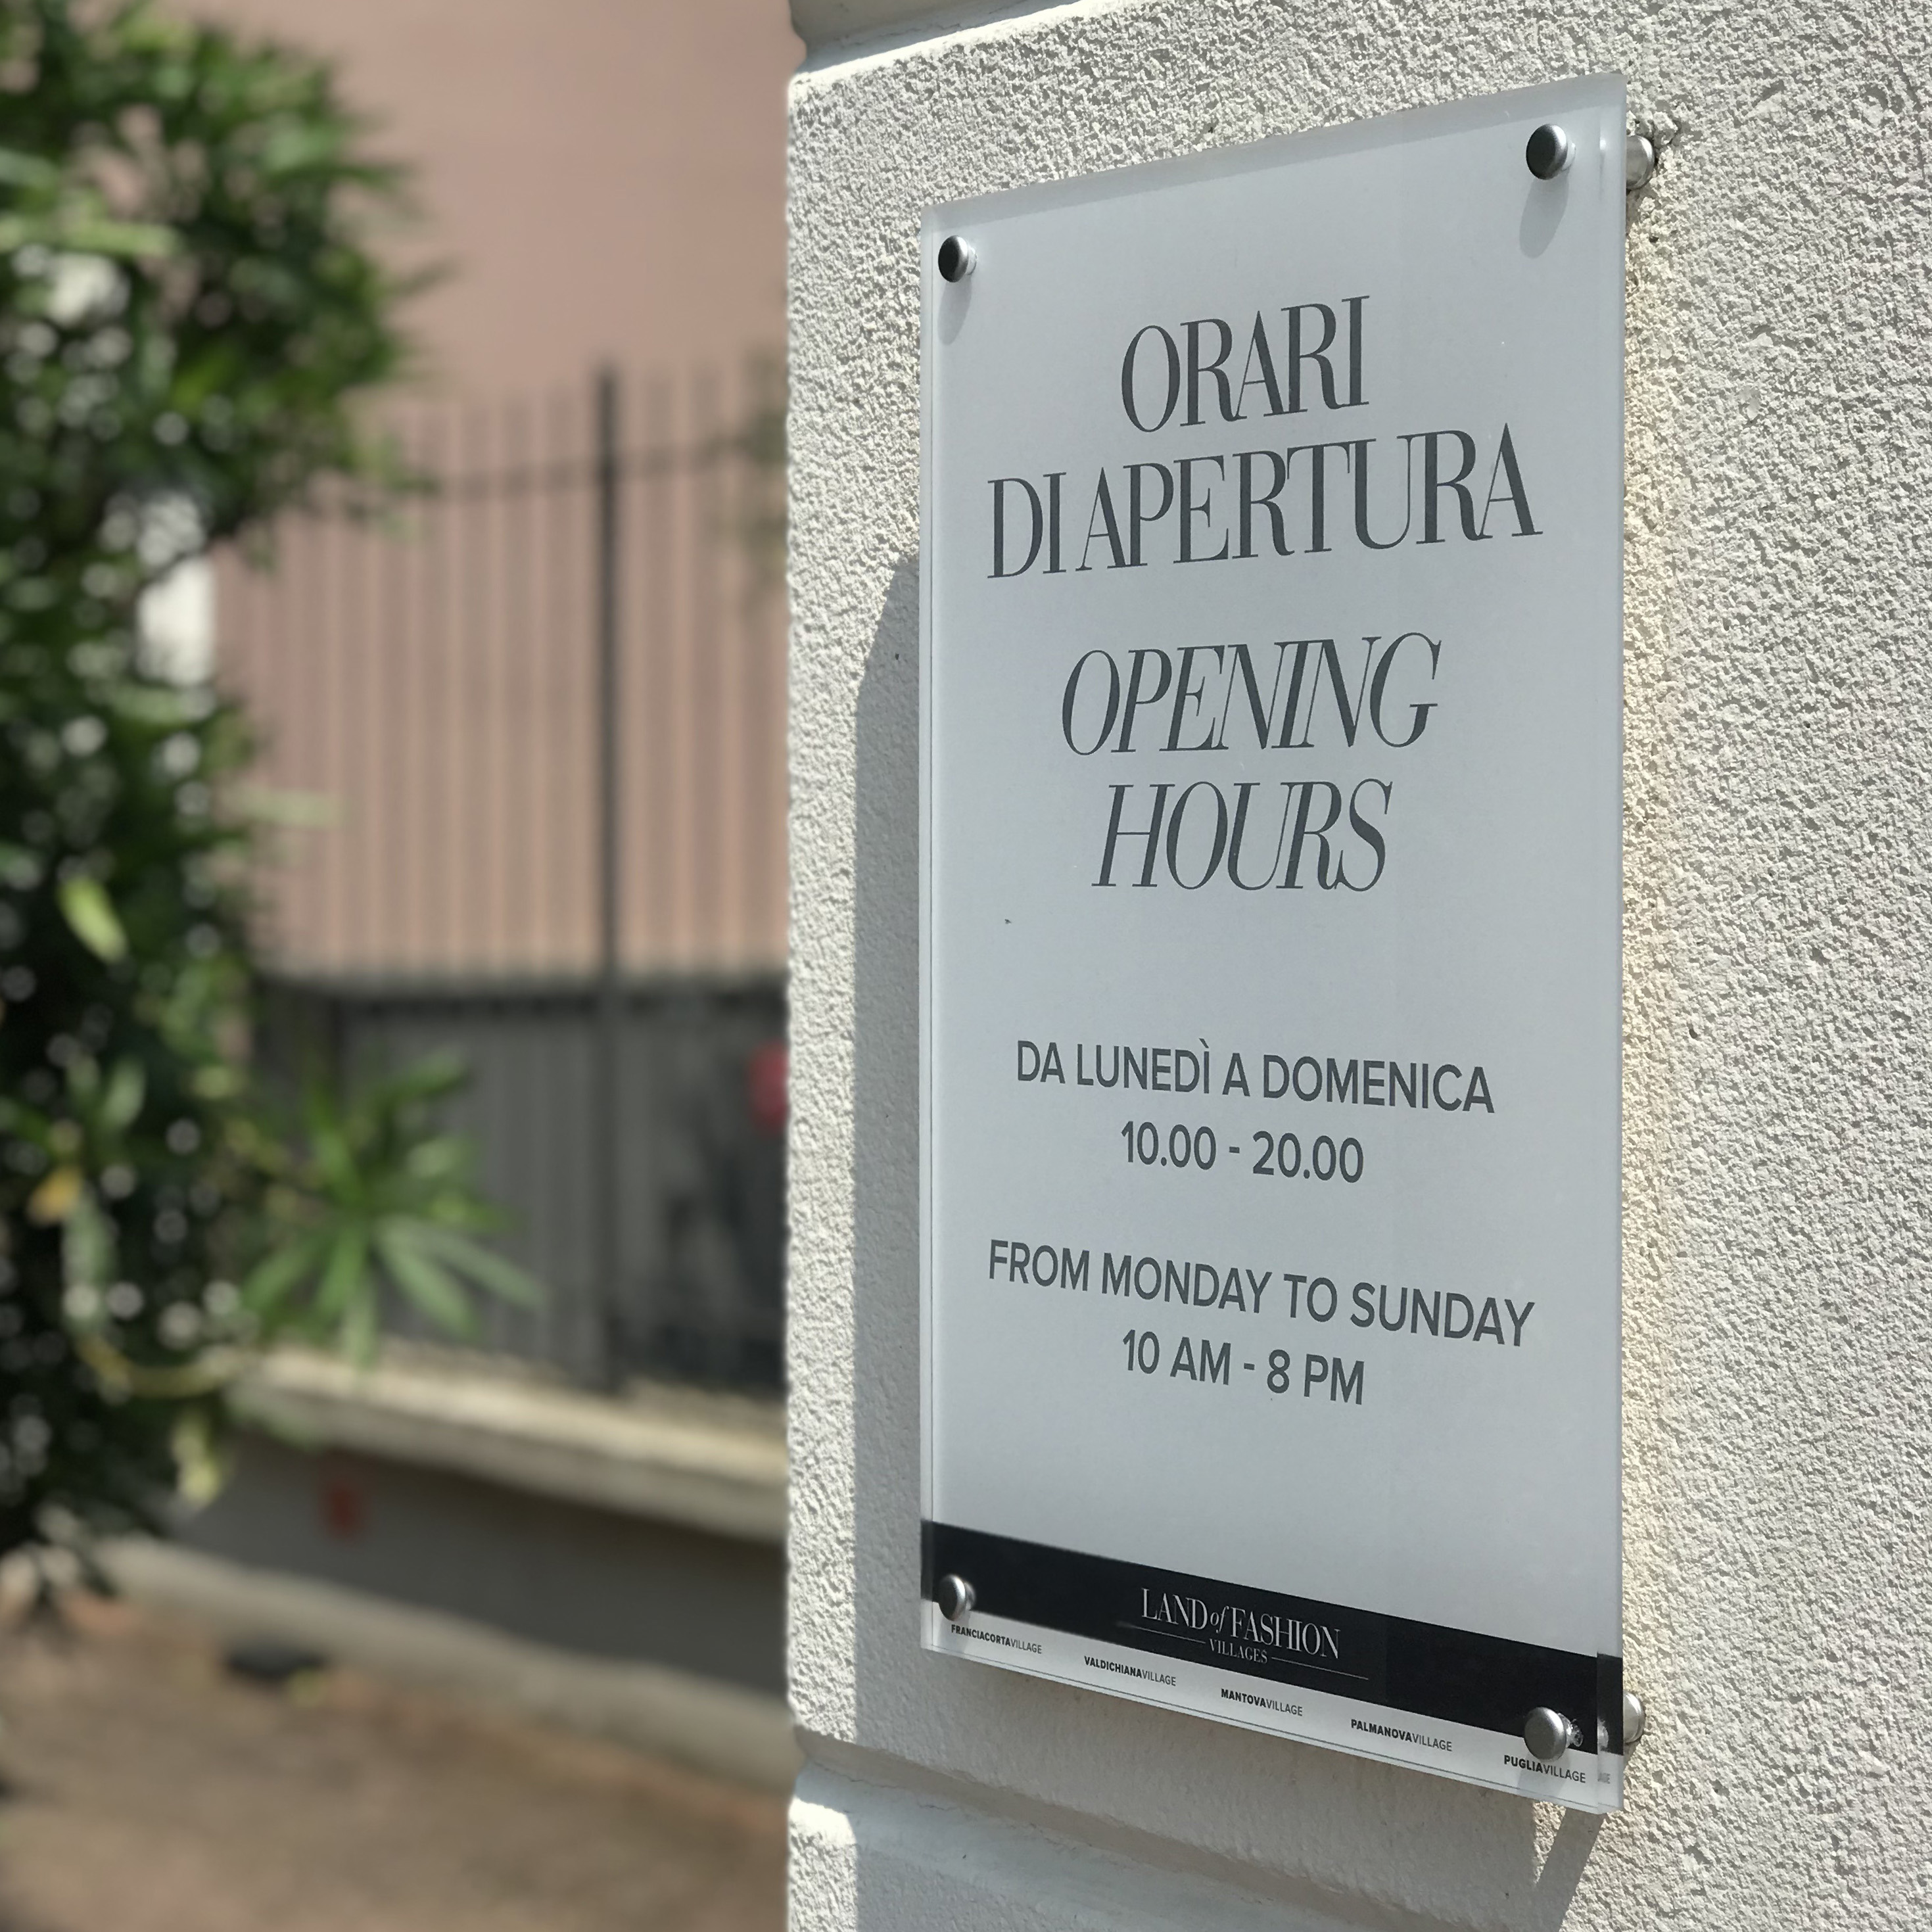 ORARI
DI APERTURA
OPENING
HOURS
DA LUNEDÌ A DOMENICA
10.00 - 20.00
FROM MONDAY TO SUNDAY
10 AM - 8 PM
LAND of FASHION
VILLAGES
FRANCIACORTAVILLAGE
VALDICHIANAVILLAGE
MANTOVAVILLAGE
PALMANOVAVILLAGE
PUGLIAVILLAGE